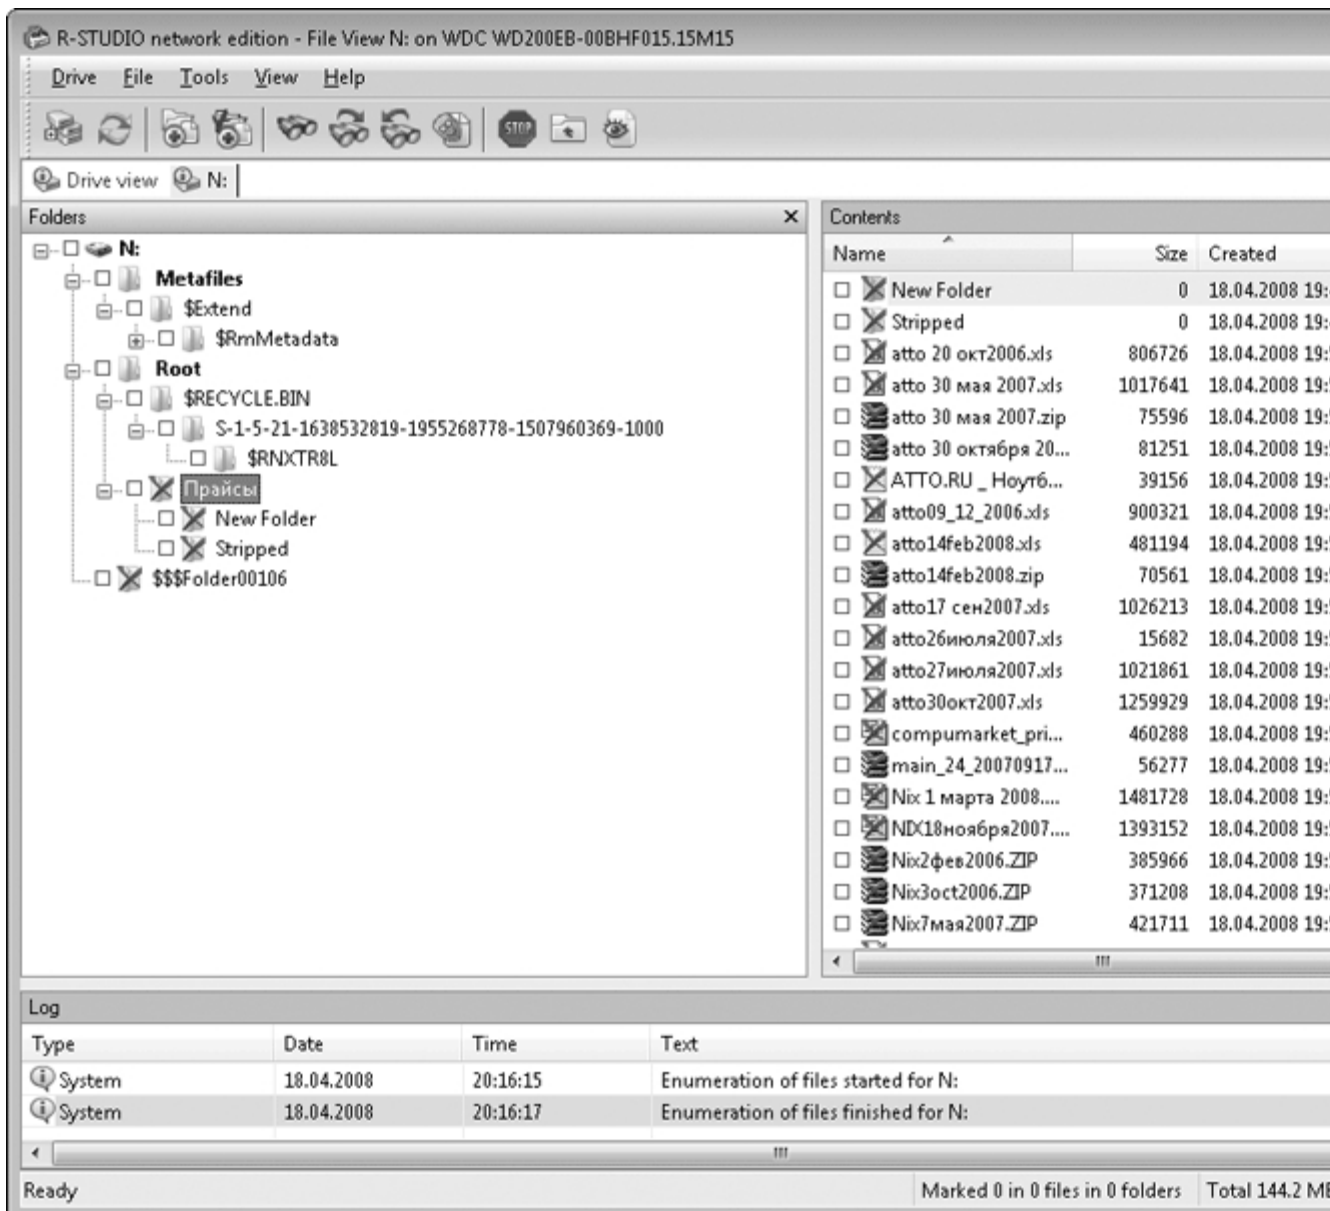 R-STUDIO network edition - File View N: on WDC WD200EB-00BHF015.15M15
Drive File Tools View Help
STOP
Drive view N:
Folders
N:
Metafiles
$Extend
$RmMetadata
Root
$RECYCLE.BIN
S-1-5-21-1638532819-1955268778-1507960369-1000
$RNXTR8L
Прайсы
New Folder
Stripped
$$$Folder00106
Contents
Name Size Created
New Folder 0 18.04.2008 19:
Stripped 0 18.04.2008 19:
atto 20 окт2006.xls 806726 18.04.2008 19:
atto 30 мая 2007.xls 1017641 18.04.2008 19:
atto 30 мая 2007.zip 75596 18.04.2008 19:
atto 30 октября 20... 81251 18.04.2008 19:
ATTO.RU _ Ноутб... 39156 18.04.2008 19:
atto09_12_2006.xls 900321 18.04.2008 19:
atto14feb2008.xls 481194 18.04.2008 19:
atto14feb2008.zip 70561 18.04.2008 19:
atto17 сен2007.xls 1026213 18.04.2008 19:
atto26июля2007.xls 15682 18.04.2008 19:
atto27июля2007.xls 1021861 18.04.2008 19:
atto30окт2007.xls 1259929 18.04.2008 19:
compumarket_pri... 460288 18.04.2008 19:
main_24_20070917... 56277 18.04.2008 19:
Nix 1 марта 2008.... 1481728 18.04.2008 19:
NIX18ноября2007.... 1393152 18.04.2008 19:
Nix2фев2006.ZIP 385966 18.04.2008 19:
Nix3oct2006.ZIP 371208 18.04.2008 19:
Nix7мая2007.ZIP 421711 18.04.2008 19:
Log
Type Date Time Text
System 18.04.2008 20:16:15 Enumeration of files started for N:
System 18.04.2008 20:16:17 Enumeration of files finished for N:
Ready Marked 0 in 0 files in 0 folders Total 144.2 MB